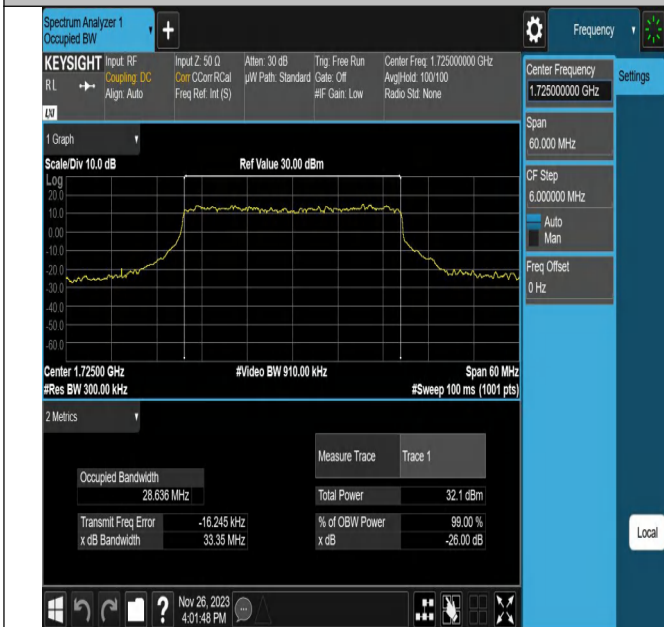 Spectrum Analyzer 1
Occupied BW
Frequency
KEYSIGHT
RL
LXI
Input: RF
Coupling: DC
Align: Auto
Input Z: 50 Ω
Corr CCorr RCal
Freq Ref: Int (S)
Atten: 30 dB
µW Path: Standard
Trig: Free Run
Gate: Off
#IF Gain: Low
Center Freq: 1.725000000 GHz
Avg|Hold: 100/100
Radio Std: None
Center Frequency
1.725000000 GHz
Settings
Span
60.000 MHz
CF Step
6.000000 MHz
Auto
Man
Freq Offset
0 Hz
1 Graph
Scale/Div 10.0 dB
Ref Value 30.00 dBm
Log
20.0
10.0
0.00
-10.0
-20.0
-30.0
-40.0
-50.0
-60.0
Center 1.72500 GHz
#Video BW 910.00 kHz
Span 60 MHz
#Res BW 300.00 kHz
#Sweep 100 ms (1001 pts)
2 Metrics
Measure Trace
Trace 1
Occupied Bandwidth
28.636 MHz
Total Power
32.1 dBm
Transmit Freq Error
-16.245 kHz
% of OBW Power
99.00 %
x dB Bandwidth
33.35 MHz
x dB
-26.00 dB
Local
?
Nov 26, 2023
4:01:48 PM